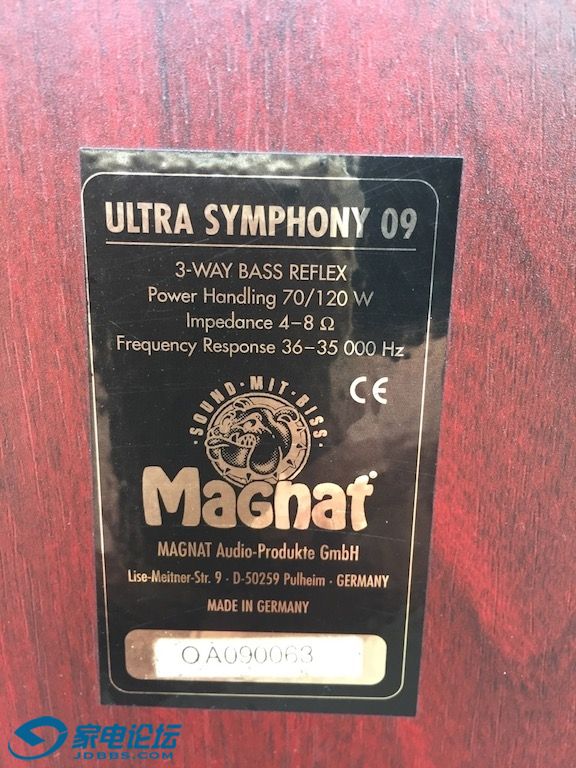 ULTRA SYMPHONY 09
3-WAY BASS REFLEX
Power Handling 70/120 W
Impedance 4–8 Ω
Frequency Response 36–35 000 Hz
CE
·SOUND·MIT·BISS·
Magnat
MAGNAT Audio-Produkte GmbH
Lise-Meitner-Str. 9 · D-50259 Pulheim · GERMANY
MADE IN GERMANY
OA090063
家电论坛
JDBBS.COM